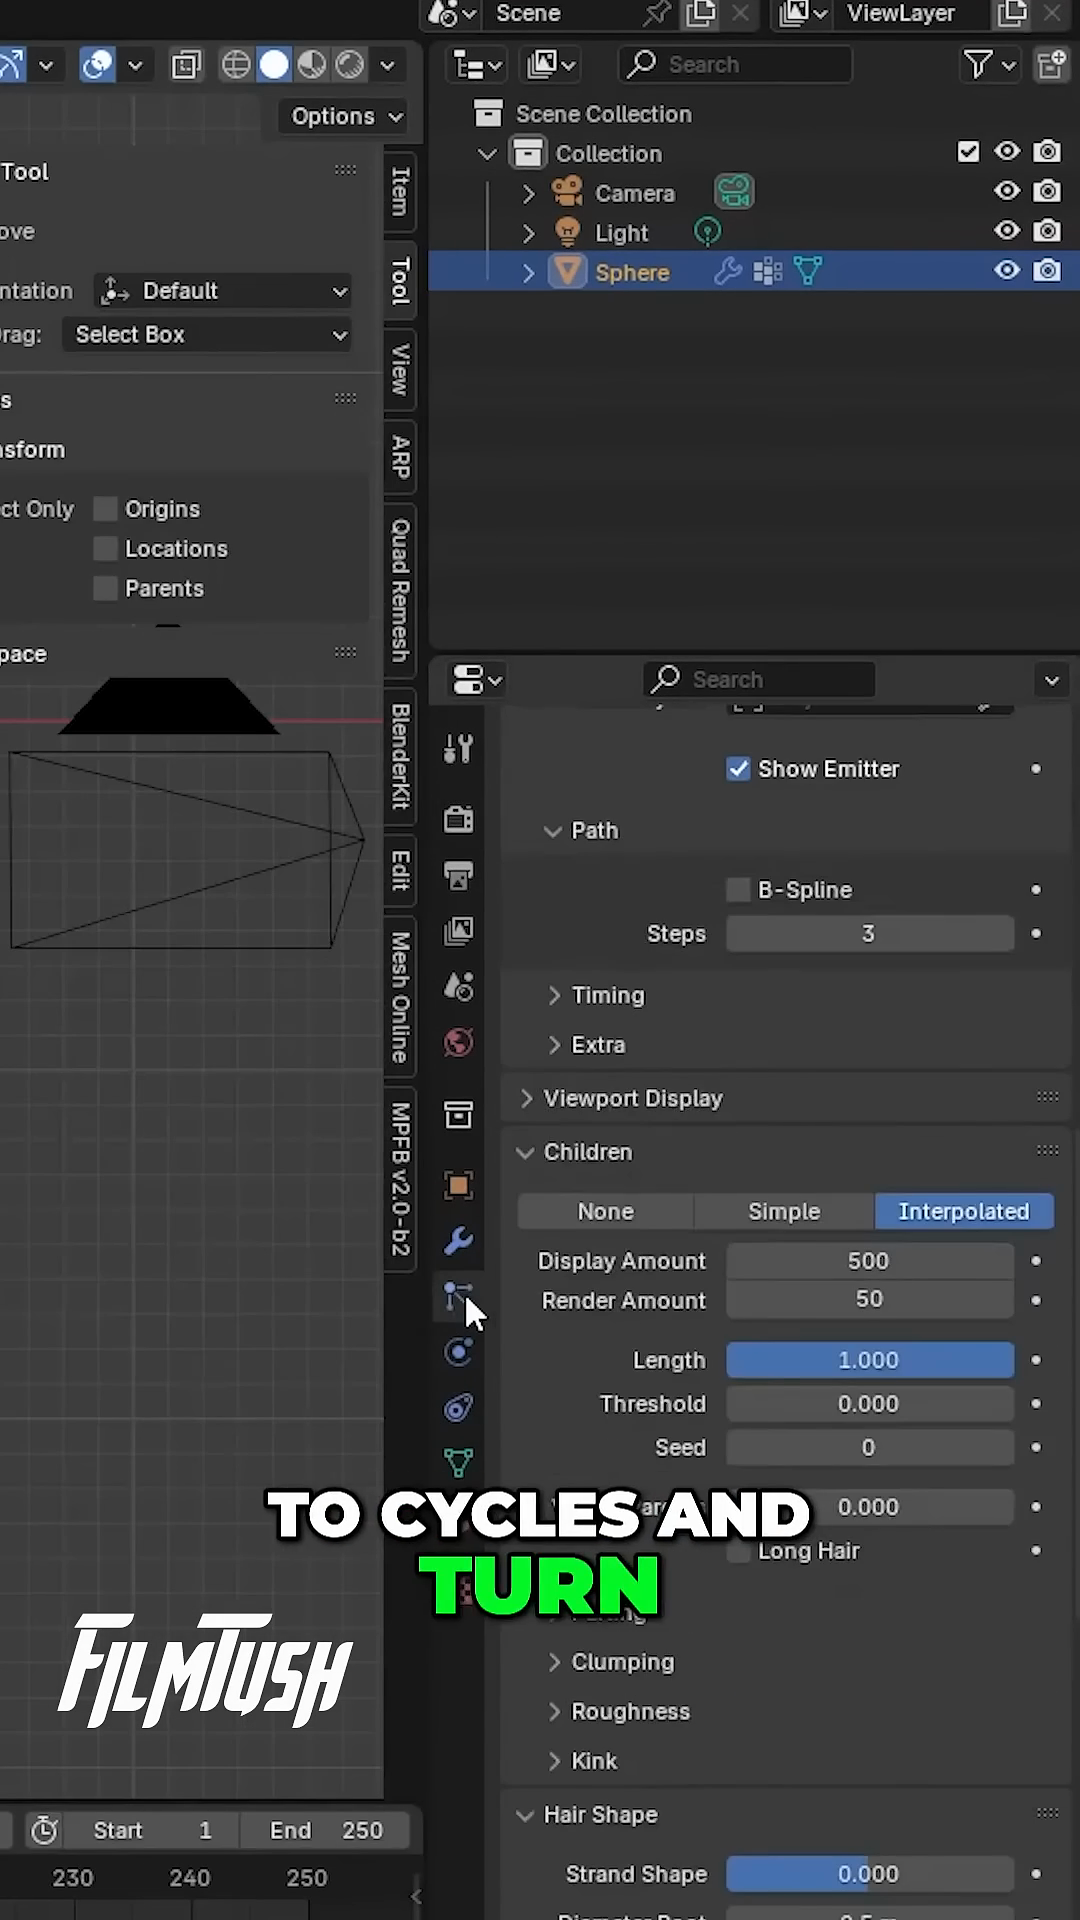 Scene
ViewLayer
Search
Options
Scene Collection
Collection
Camera
Light
Sphere
Tool
ove
ntation
Default
rag:
Select Box
s
nsform
ct Only
Origins
Locations
Parents
pace
Item
Tool
View
ARP
Quad Remesh
BlenderKit
Edit
Mesh Online
MPFB v2.0-b2
Search
Show Emitter
Path
B-Spline
Steps 3
Timing
Extra
Viewport Display
Children
None Simple Interpolated
Display Amount 500
Render Amount 50
Length 1.000
Threshold 0.000
Seed 0
0.000
Long Hair
TO CYCLES AND
TURN
Clumping
Roughness
Kink
Hair Shape
Strand Shape 0.000
FILMTUSH
Start 1 End 250
230 240 250